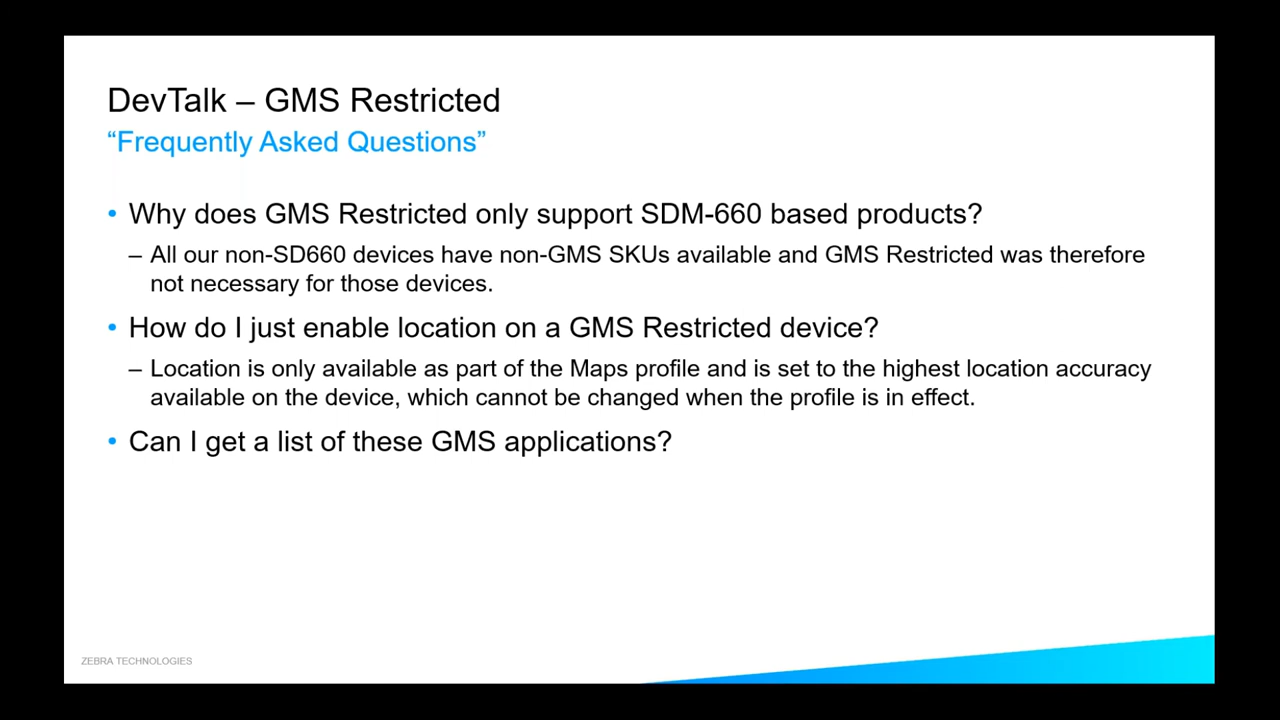 DevTalk – GMS Restricted
“Frequently Asked Questions”
• Why does GMS Restricted only support SDM-660 based products?
– All our non-SD660 devices have non-GMS SKUs available and GMS Restricted was therefore
not necessary for those devices.
• How do I just enable location on a GMS Restricted device?
– Location is only available as part of the Maps profile and is set to the highest location accuracy
available on the device, which cannot be changed when the profile is in effect.
• Can I get a list of these GMS applications?
ZEBRA TECHNOLOGIES